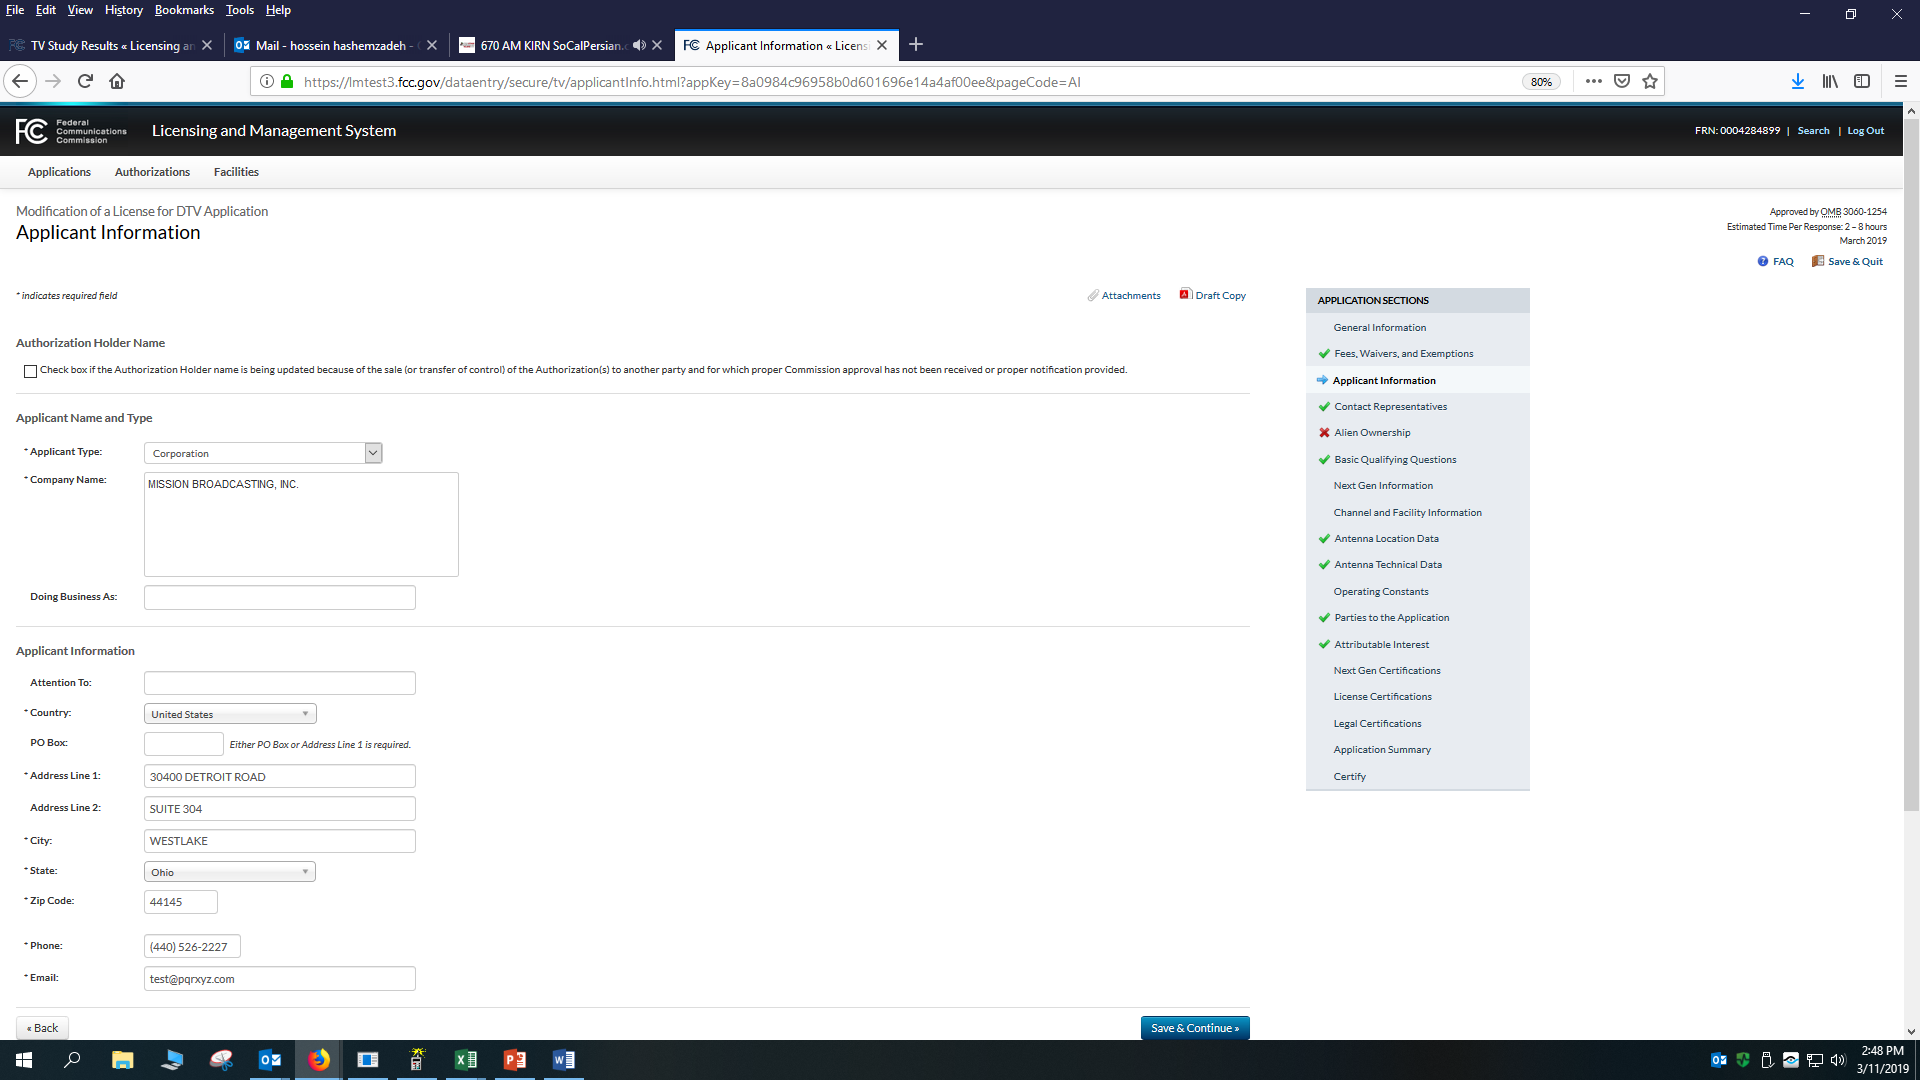 File Edit View History Bookmarks Tools Help
TV Study Results « Licensing an
Mail - hossein hashemzadeh -
670 AM KIRN SoCalPersian.
FC Applicant Information « Licens
https://lmtest3.fcc.gov/dataentry/secure/tv/applicantInfo.html?appKey=8a0984c96958b0d601696e14a4af00ee&pageCode=AI
80%
FC Federal Communications Commission
Licensing and Management System
FRN: 0004284899 | Search | Log Out
Applications Authorizations Facilities
Modification of a License for DTV Application
Applicant Information
Approved by OMB 3060-1254
Estimated Time Per Response: 2 – 8 hours
March 2019
FAQ Save & Quit
* indicates required field
Attachments Draft Copy
Authorization Holder Name
Check box if the Authorization Holder name is being updated because of the sale (or transfer of control) of the Authorization(s) to another party and for which proper Commission approval has not been received or proper notification provided.
Applicant Name and Type
* Applicant Type: Corporation
* Company Name: MISSION BROADCASTING, INC.
Doing Business As:
Applicant Information
Attention To:
* Country: United States
PO Box: Either PO Box or Address Line 1 is required.
* Address Line 1: 30400 DETROIT ROAD
Address Line 2: SUITE 304
* City: WESTLAKE
* State: Ohio
* Zip Code: 44145
* Phone: (440) 526-2227
* Email: test@pqrxyz.com
« Back Save & Continue »
APPLICATION SECTIONS
General Information
Fees, Waivers, and Exemptions
Applicant Information
Contact Representatives
Alien Ownership
Basic Qualifying Questions
Next Gen Information
Channel and Facility Information
Antenna Location Data
Antenna Technical Data
Operating Constants
Parties to the Application
Attributable Interest
Next Gen Certifications
License Certifications
Legal Certifications
Application Summary
Certify
2:48 PM
3/11/2019